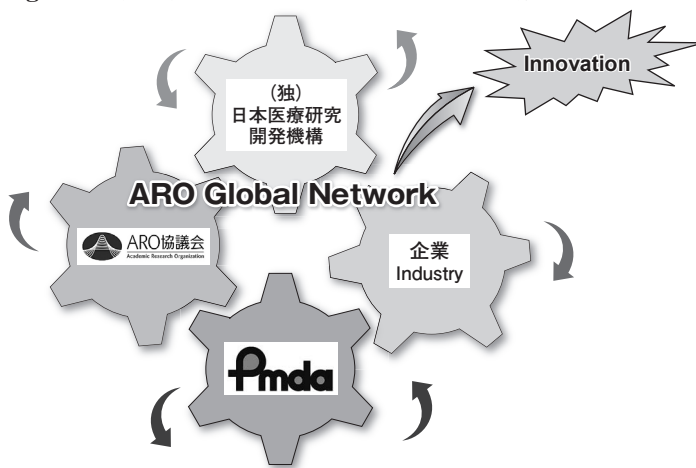 Innovation
（独）
日本医療研究
開発機構
ARO Global Network
ARO協議会
Academic Research Organization
企業
Industry
Pmda